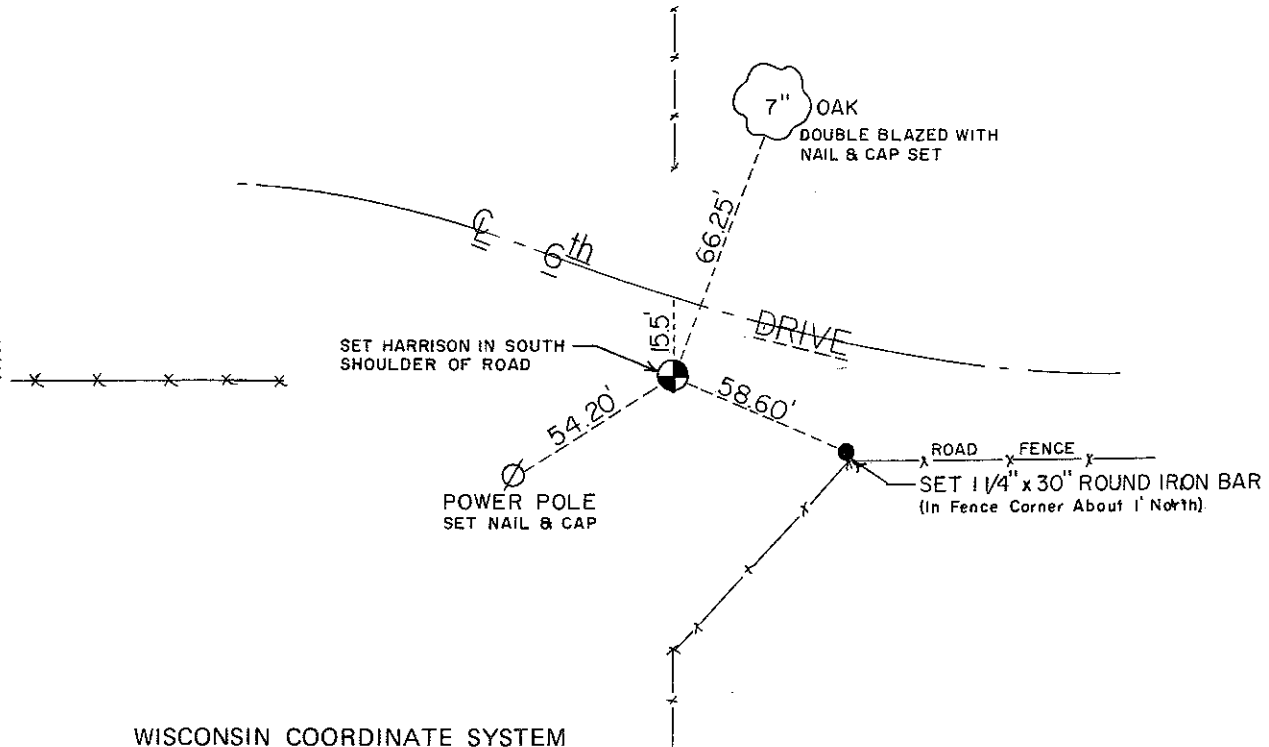 7" OAK
DOUBLE BLAZED WITH
NAIL & CAP SET
66.25'
℄ 6th DRIVE
15.5'
SET HARRISON IN SOUTH
SHOULDER OF ROAD
54.20'
58.60'
POWER POLE
SET NAIL & CAP
ROAD FENCE
SET 1 1/4" x 30" ROUND IRON BAR
(In Fence Corner About 1' North)
WISCONSIN COORDINATE SYSTEM